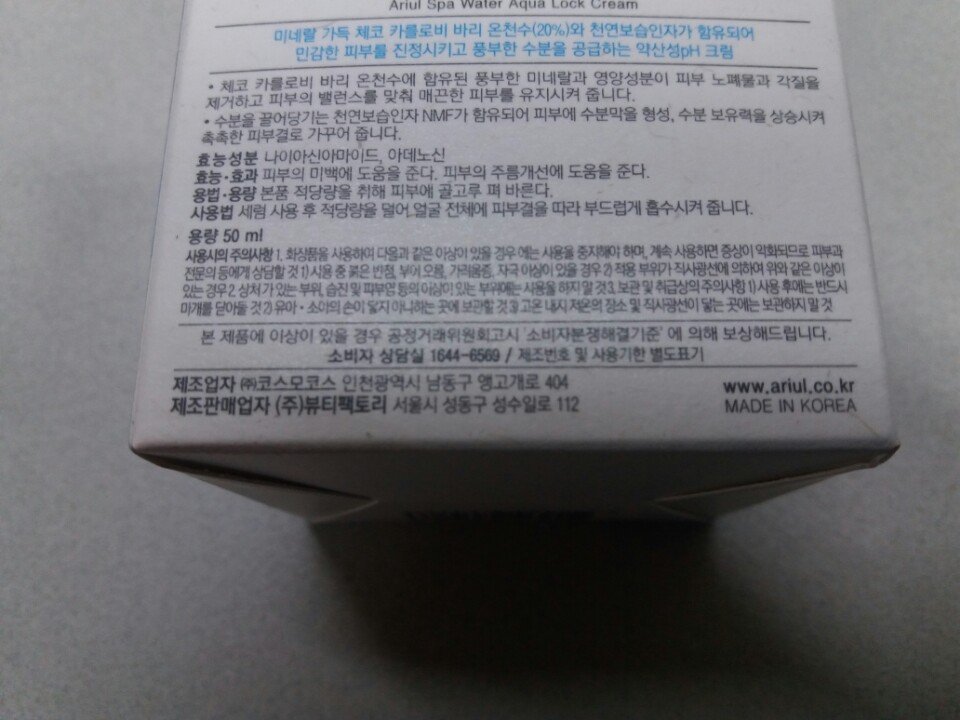 Ariul Spa Water Aqua Lock Cream
미네랄 가득 체코 카를로비 바리 온천수(20%)와 천연보습인자가 함유되어
민감한 피부를 진정시키고 풍부한 수분을 공급하는 약산성pH 크림
• 체코 카를로비 바리 온천수에 함유된 풍부한 미네랄과 영양성분이 피부 노폐물과 각질을
제거하고 피부의 밸런스를 맞춰 매끈한 피부를 유지시켜 줍니다.
• 수분을 끌어당기는 천연보습인자 NMF가 함유되어 피부에 수분막을 형성, 수분 보유력을 상승시켜
촉촉한 피부결로 가꾸어 줍니다.
효능성분 나이아신아마이드, 아데노신
효능·효과 피부의 미백에 도움을 준다. 피부의 주름개선에 도움을 준다.
용법·용량 본품 적당량을 취해 피부에 골고루 펴 바른다.
사용법 세럼 사용 후 적당량을 덜어 얼굴 전체에 피부결을 따라 부드럽게 흡수시켜 줍니다.
용량 50 ml
사용시의 주의사항 1. 화장품을 사용하여 다음과 같은 이상이 있을 경우에는 사용을 중지해야 하며, 계속 사용하면 증상이 악화되므로 피부과
전문의 등에게 상담할 것 1) 사용 중 붉은 반점, 부어오름, 가려움증, 자극 이상이 있을 경우 2) 적용 부위가 직사광선에 의하여 위와 같은 이상이
있는 경우 2. 상처가 있는 부위, 습진 및 피부염 등의 이상이 있는 부위에는 사용을 하지 말 것 3. 보관 및 취급상의 주의사항 1) 사용 후에는 반드시
마개를 닫아둘 것 2) 유아·소아의 손이 닿지 아니하는 곳에 보관할 것 3) 고온 내지 저온의 장소 및 직사광선이 닿는 곳에는 보관하지 말 것
본 제품에 이상이 있을 경우 공정거래위원회고시 '소비자분쟁해결기준' 에 의해 보상해드립니다.
소비자 상담실 1644-6569 / 제조번호 및 사용기한 별도표기
제조업자 ㈜코스모코스 인천광역시 남동구 앵고개로 404
www.ariul.co.kr
제조판매업자 (주)뷰티팩토리 서울시 성동구 성수일로 112
MADE IN KOREA